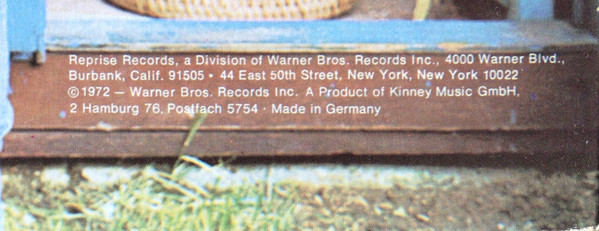 Reprise Records, a Division of Warner Bros. Records Inc., 4000 Warner Blvd.,
Burbank, Calif. 91505 • 44 East 50th Street, New York, New York 10022
©1972 — Warner Bros. Records Inc. A Product of Kinney Music GmbH,
2 Hamburg 76, Postfach 5754 · Made in Germany